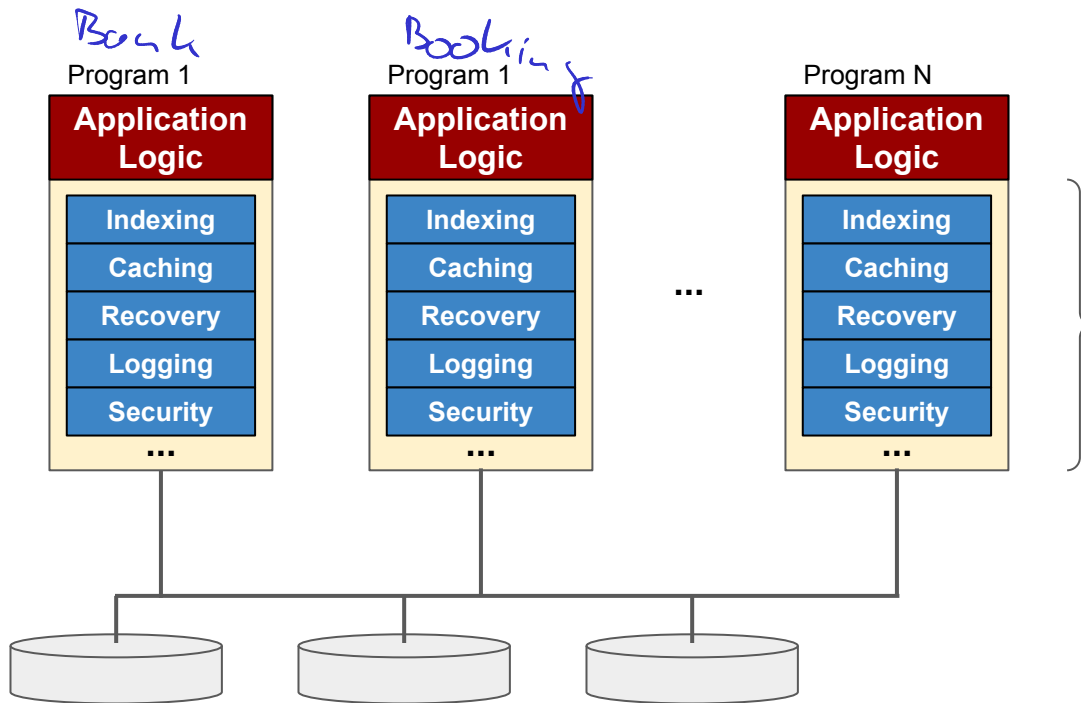 Bank
Booking
Program 1
Program 1
Program N
Application
Logic
Application
Logic
Application
Logic
Indexing
Caching
Recovery
Logging
Security
...
Indexing
Caching
Recovery
Logging
Security
...
...
Indexing
Caching
Recovery
Logging
Security
...